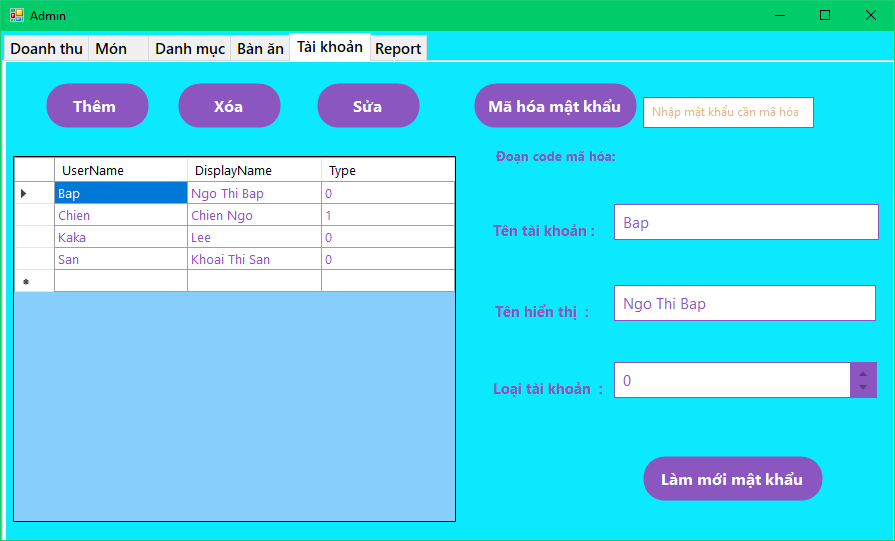 Admin
Doanh thu Món Danh mục Bàn ăn Tài khoản Report
Thêm Xóa Sửa Mã hóa mật khẩu Nhập mật khẩu cần mã hóa
Đoạn code mã hóa:
UserName DisplayName Type
Bap Ngo Thi Bap 0
Chien Chien Ngo 1
Kaka Lee 0
San Khoai Thi San 0
Tên tài khoản : Bap
Tên hiển thị : Ngo Thi Bap
Loại tài khoản : 0
Làm mới mật khẩu